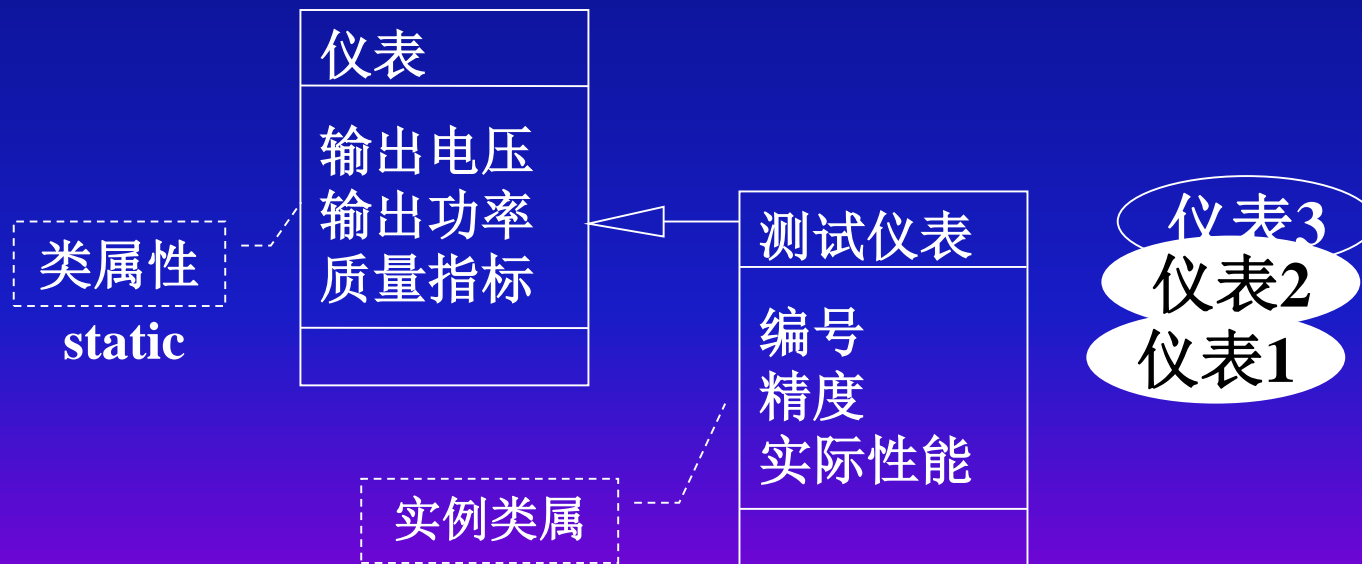 仪表
输出电压
输出功率
质量指标
类属性
static
测试仪表
编号
精度
实际性能
实例类属
仪表3
仪表2
仪表1